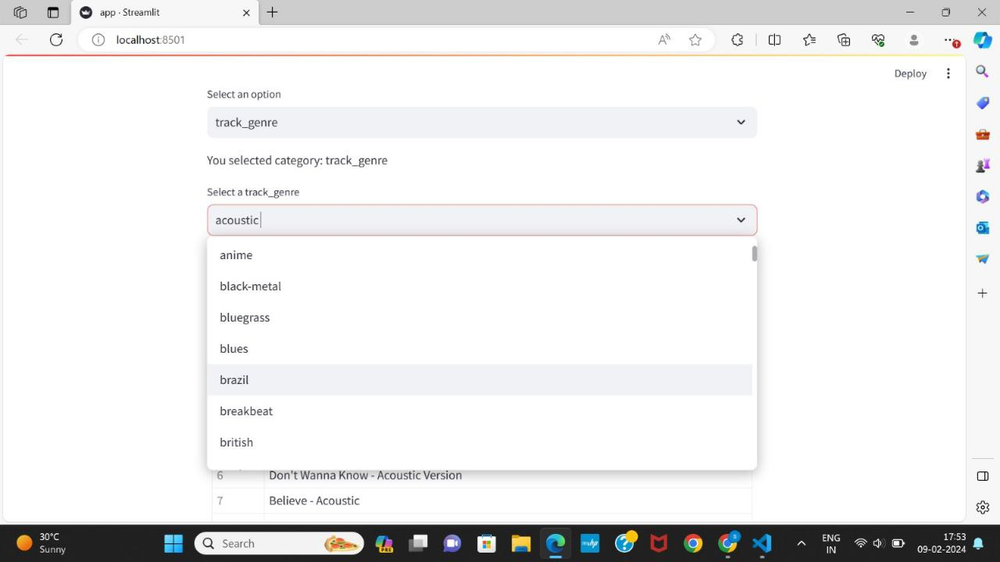 app · Streamlit
localhost:8501
Deploy
Select an option
track_genre
You selected category: track_genre
Select a track_genre
acoustic
anime
black-metal
bluegrass
blues
brazil
breakbeat
british
6 Don't Wanna Know - Acoustic Version
7 Believe - Acoustic
30°C
Sunny
Search
PRE
ENG
IN
17:53
09-02-2024